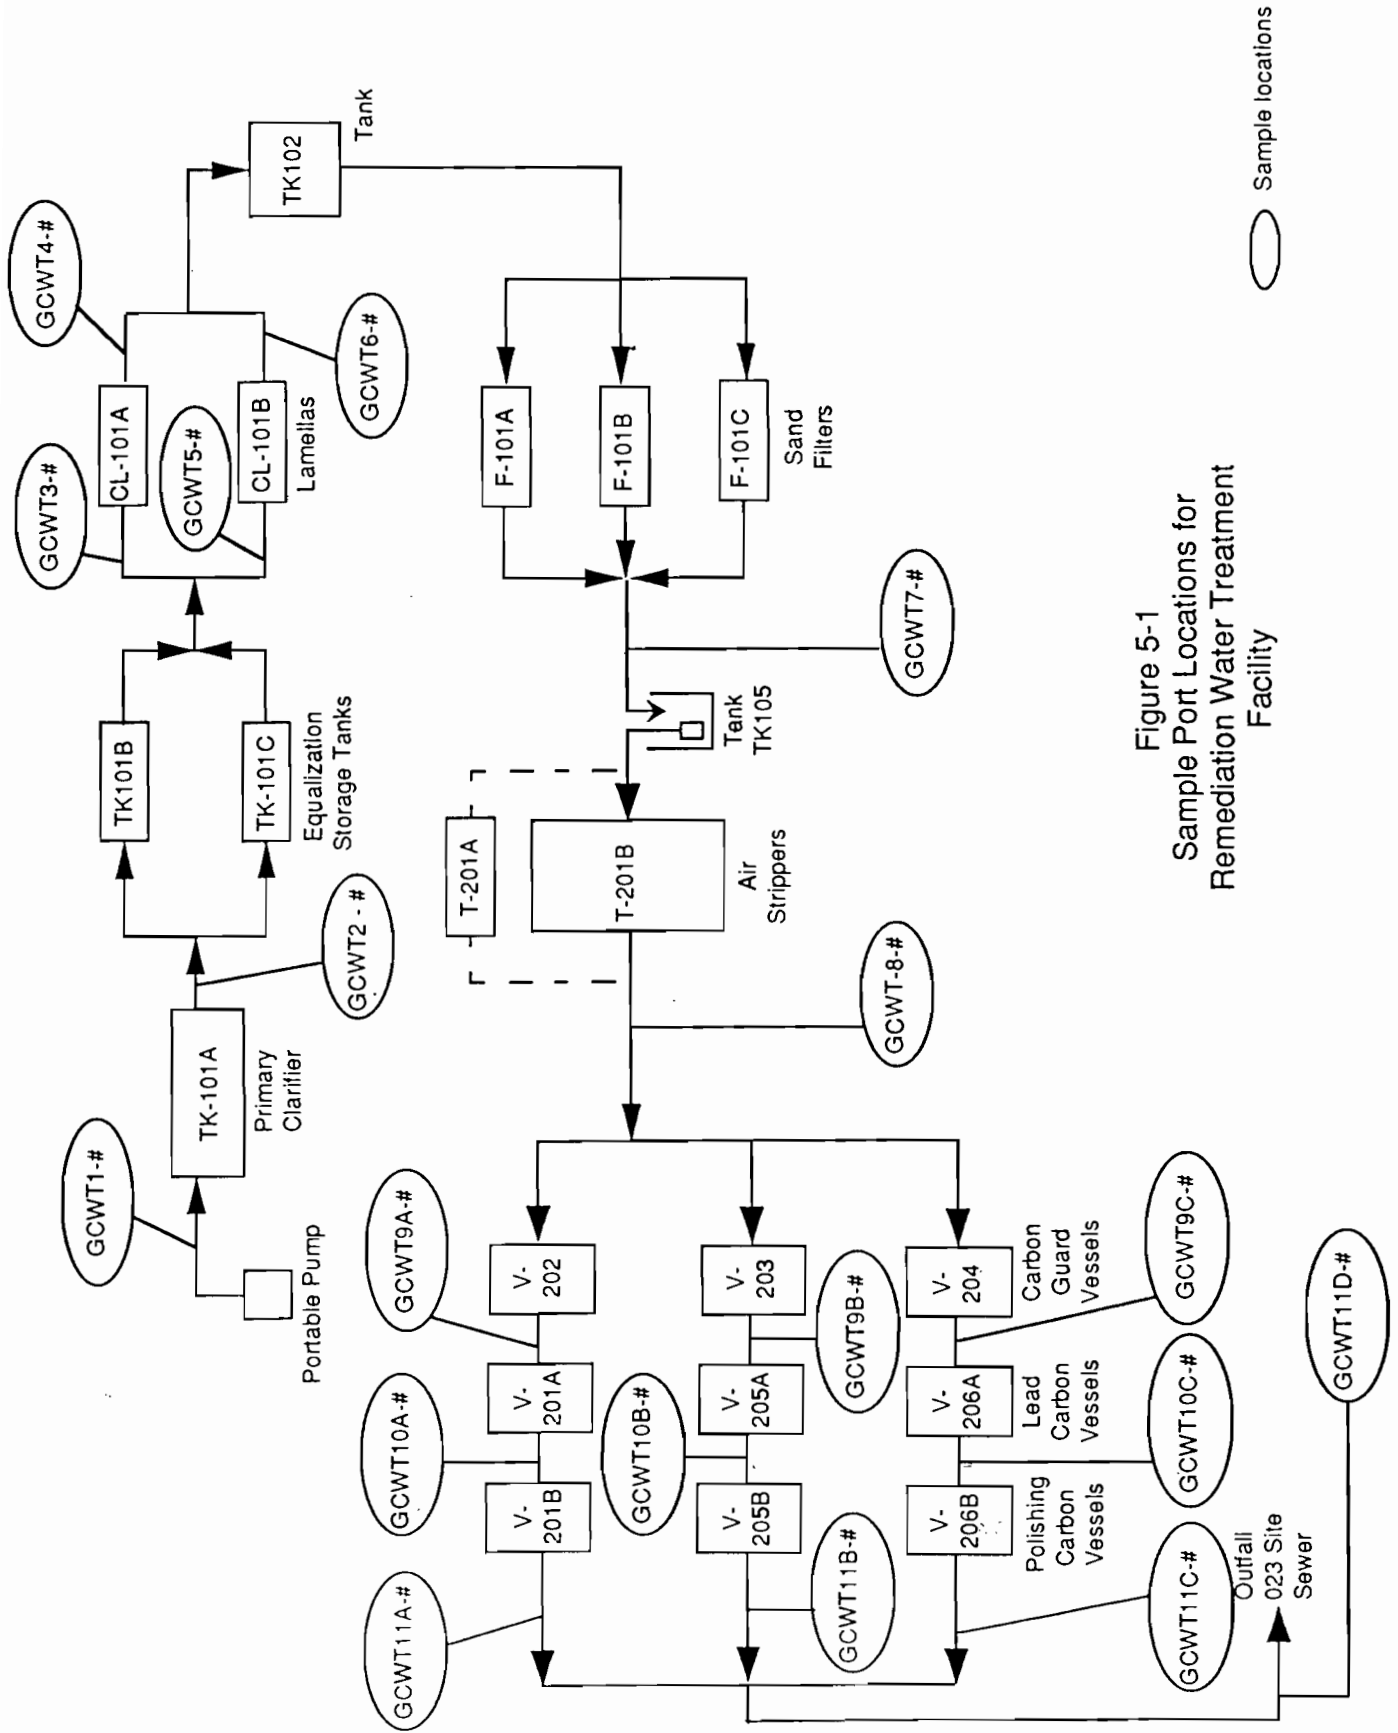 GCWT1-#
Portable Pump
TK-101A
Primary
Clarifier
GCWT2 - #
TK101B
TK-101C
Equalization
Storage Tanks
GCWT3-#
GCWT5-#
CL-101A
CL-101B
Lamellas
GCWT4-#
GCWT6-#
TK102
Tank
F-101A
F-101B
F-101C
Sand
Filters
GCWT7-#
Tank
TK105
T-201A
T-201B
Air
Strippers
GCWT-8-#
V-
202
V-
203
V-
204
Carbon
Guard
Vessels
GCWT9A-#
GCWT9B-#
GCWT9C-#
V-
201A
V-
205A
V-
206A
Lead
Carbon
Vessels
GCWT10A-#
GCWT10B-#
GCWT10C-#
V-
201B
V-
205B
V-
206B
Polishing
Carbon
Vessels
GCWT11A-#
GCWT11B-#
GCWT11C-#
Outfall
023 Site
Sewer
GCWT11D-#
Sample locations
Figure 5-1
Sample Port Locations for
Remediation Water Treatment
Facility